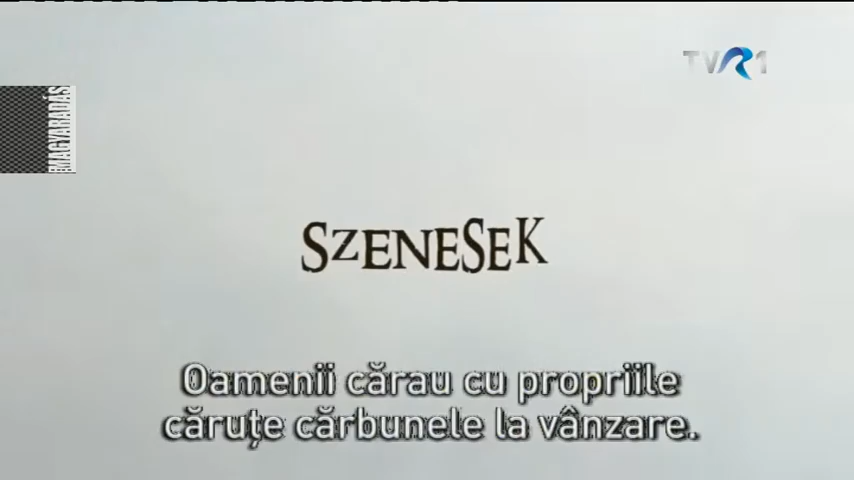 TVR1
MAGYARADÁS
SZENESEK
Oamenii cărau cu propriile
căruțe cărbunele la vânzare.